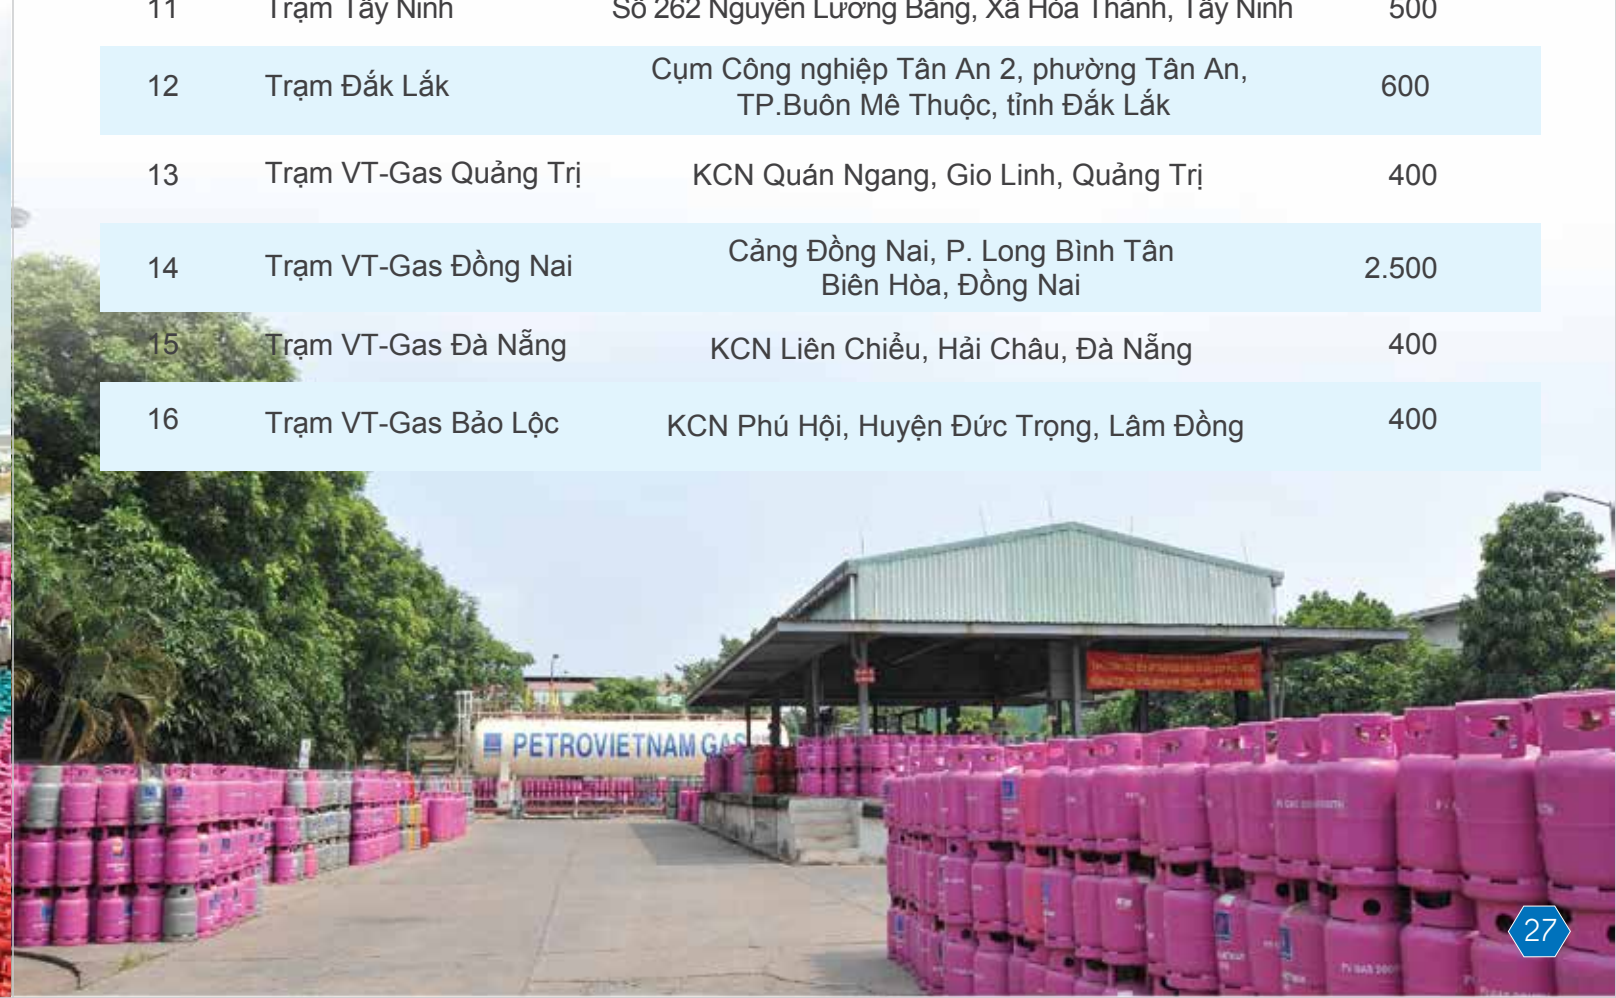 11 Trạm Tây Ninh Số 262 Nguyễn Lương Bằng, Xã Hòa Thành, Tây Ninh 500
12 Trạm Đắk Lắk Cụm Công nghiệp Tân An 2, phường Tân An,
TP.Buôn Mê Thuộc, tỉnh Đắk Lắk 600
13 Trạm VT-Gas Quảng Trị KCN Quán Ngang, Gio Linh, Quảng Trị 400
14 Trạm VT-Gas Đồng Nai Cảng Đồng Nai, P. Long Bình Tân
Biên Hòa, Đồng Nai 2.500
15 Trạm VT-Gas Đà Nẵng KCN Liên Chiểu, Hải Châu, Đà Nẵng 400
16 Trạm VT-Gas Bảo Lộc KCN Phú Hội, Huyện Đức Trọng, Lâm Đồng 400
PETROVIETNAM GAS
27